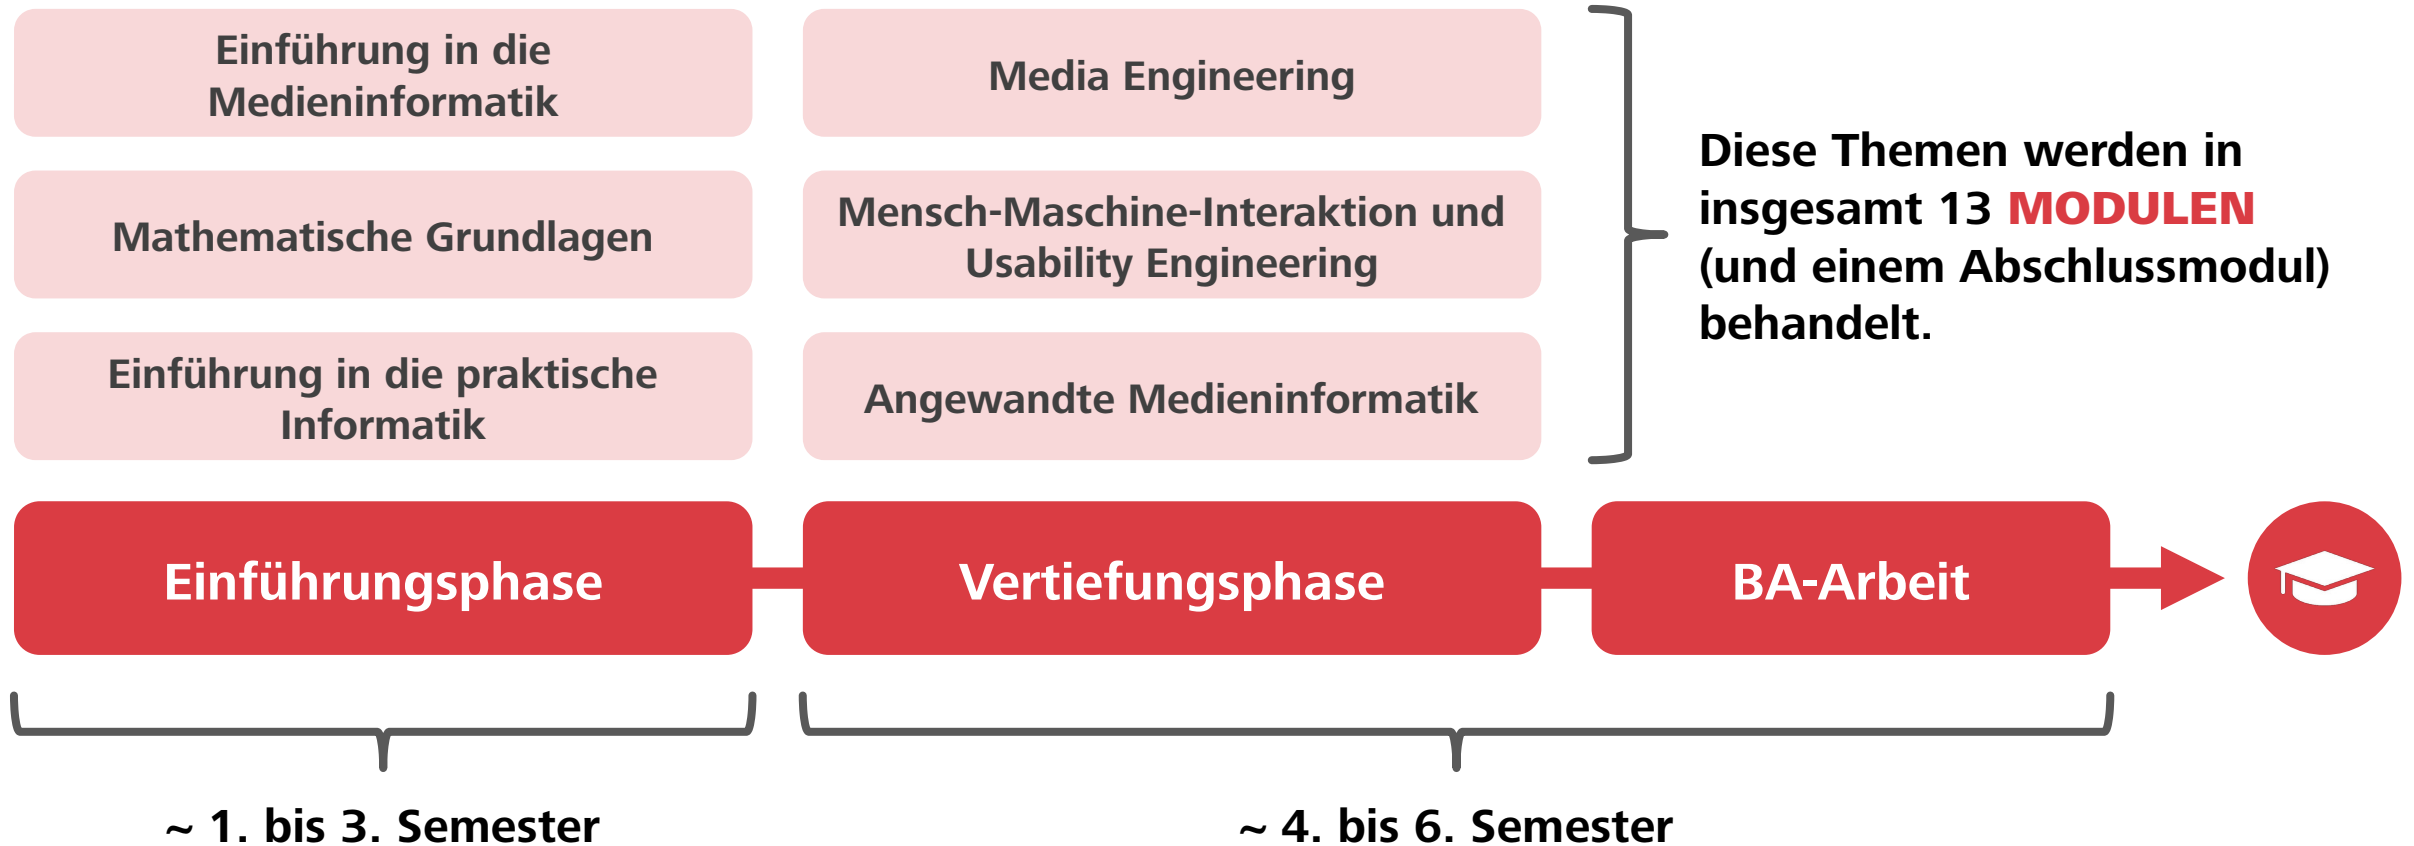 Einführung in die
Medieninformatik
Mathematische Grundlagen
Einführung in die praktische
Informatik
Media Engineering
Mensch-Maschine-Interaktion und
Usability Engineering
Angewandte Medieninformatik
Diese Themen werden in
insgesamt 13 MODULEN
(und einem Abschlussmodul)
behandelt.
Einführungsphase
Vertiefungsphase
BA-Arbeit
~ 1. bis 3. Semester
~ 4. bis 6. Semester